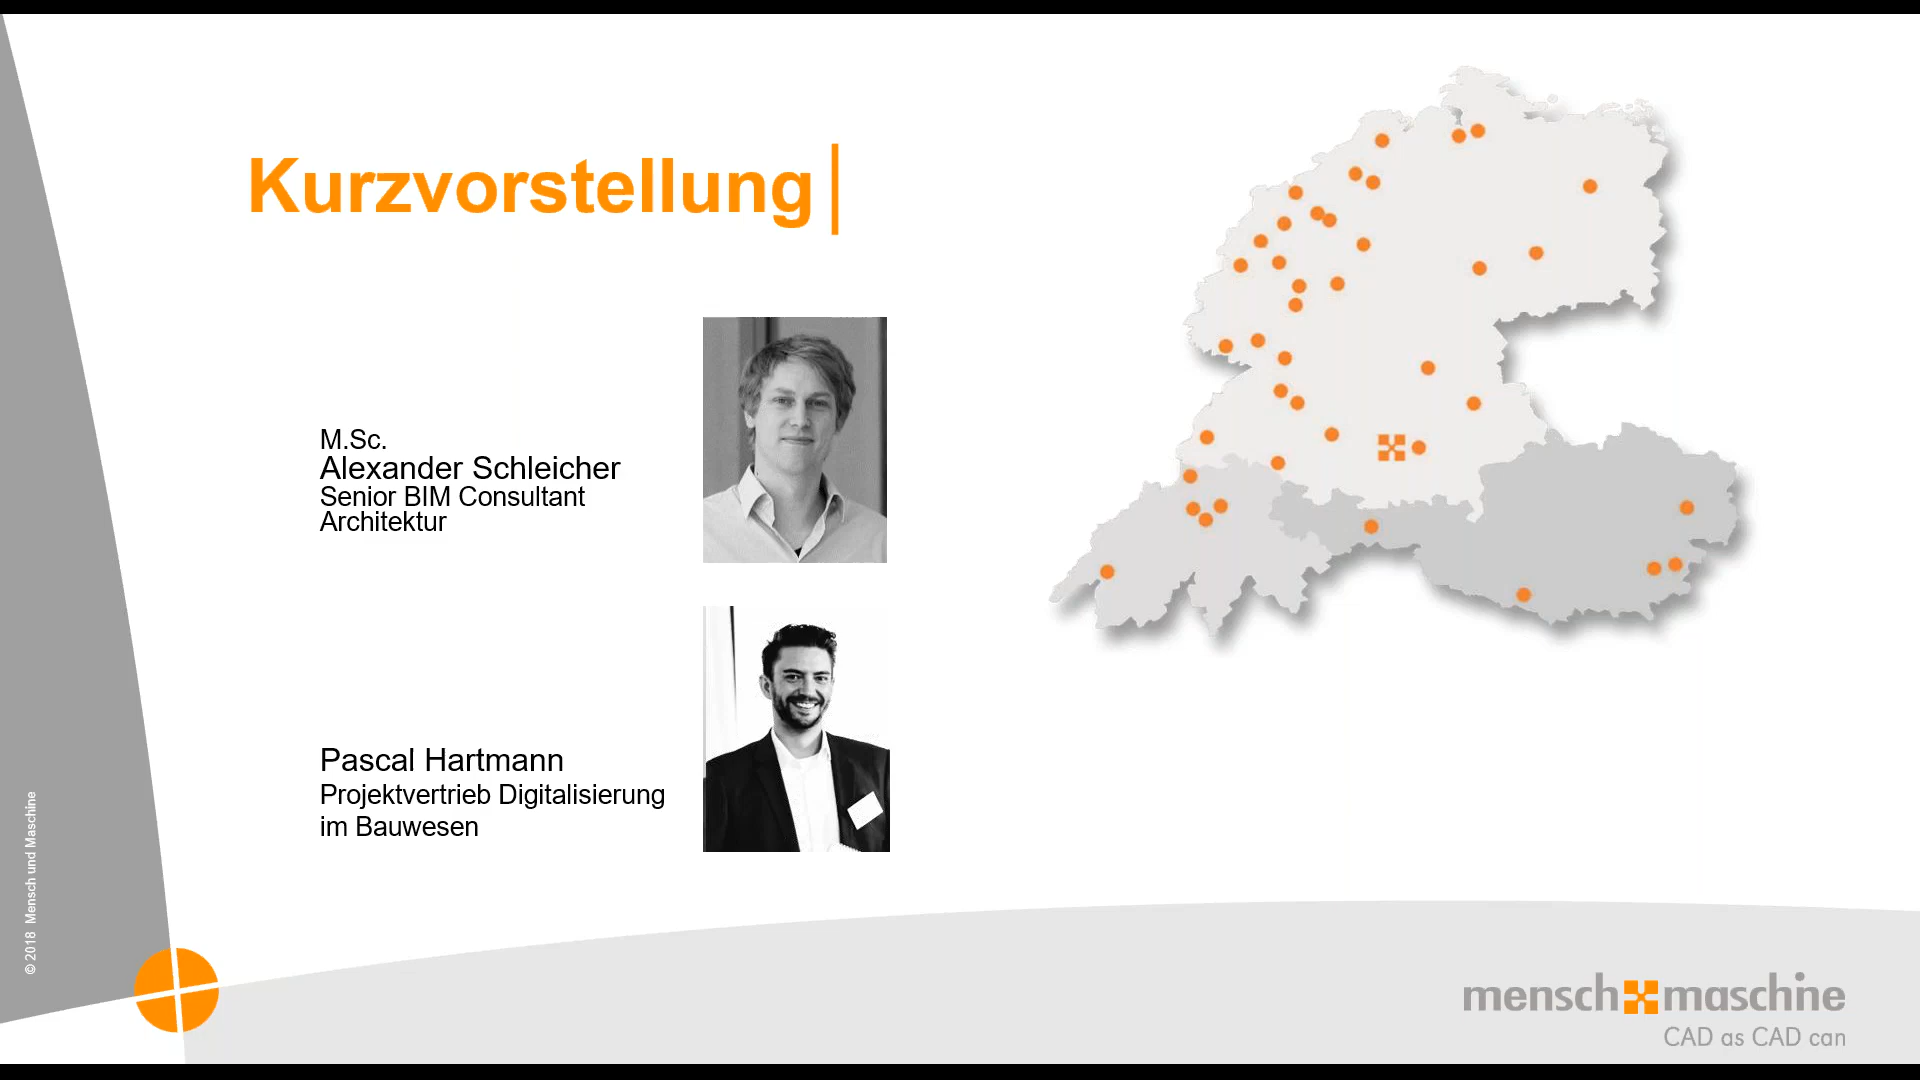 Kurzvorstellung
M.Sc.
Alexander Schleicher
Senior BIM Consultant
Architektur
Pascal Hartmann
Projektvertrieb Digitalisierung
im Bauwesen
© 2018 Mensch und Maschine
mensch maschine
CAD as CAD can